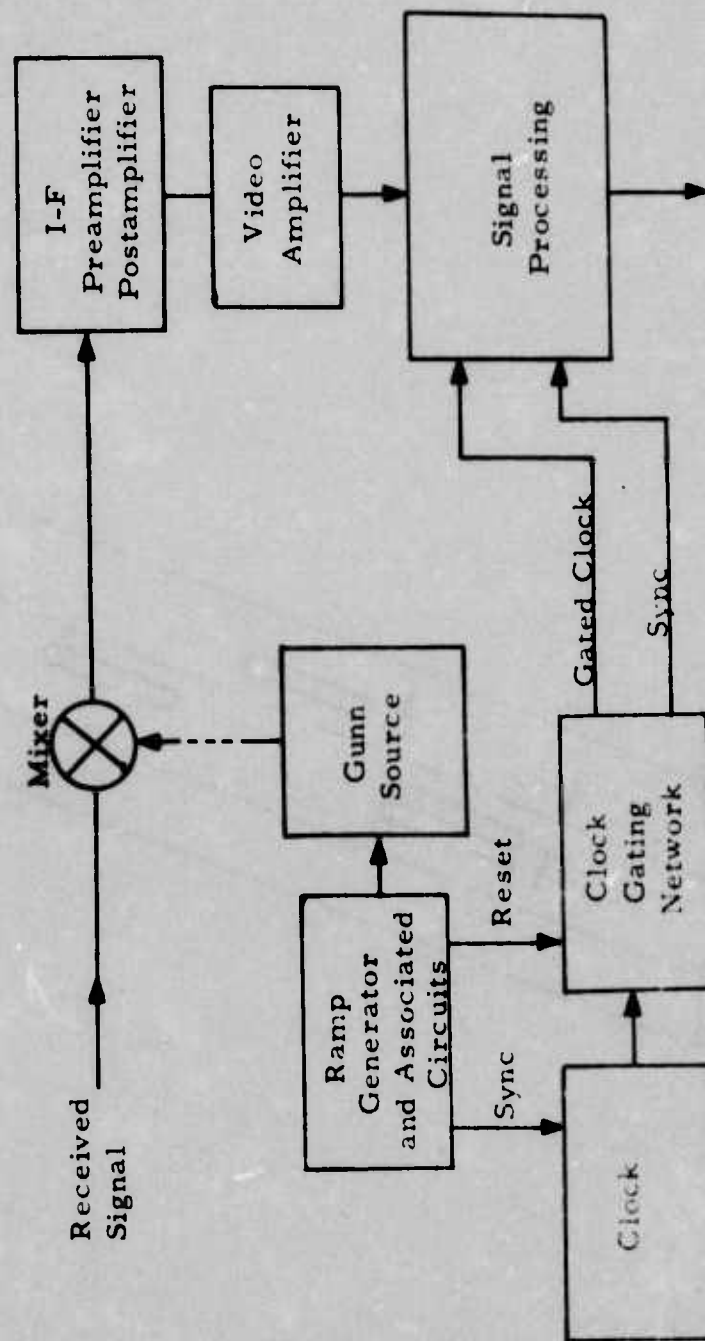 Received
Signal
Mixer
I-F
Preamplifier
Postamplifier
Video
Amplifier
Ramp
Generator
and Associated
Circuits
Gunn
Source
Signal
Processing
Sync
Reset
Gated Clock
Sync
Clock
Clock
Gating
Network